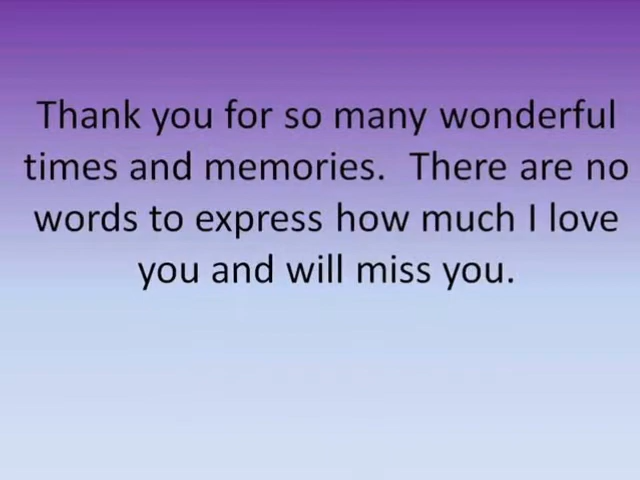 Thank you for so many wonderful
times and memories.  There are no
words to express how much I love
you and will miss you.